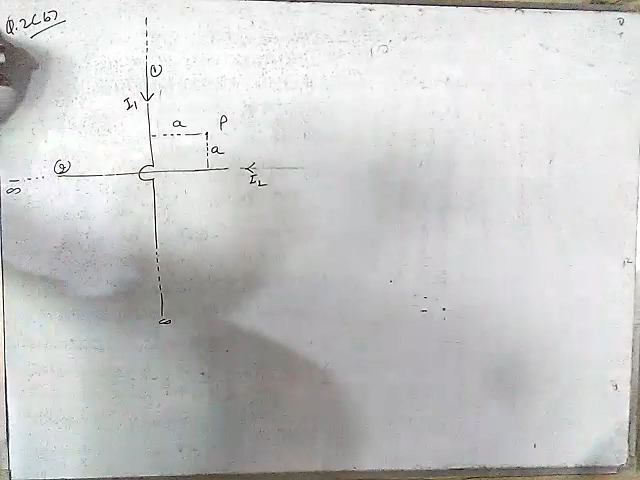 Q.2(b)
①
I₁
a
P
a
②
I₂
∞
∞